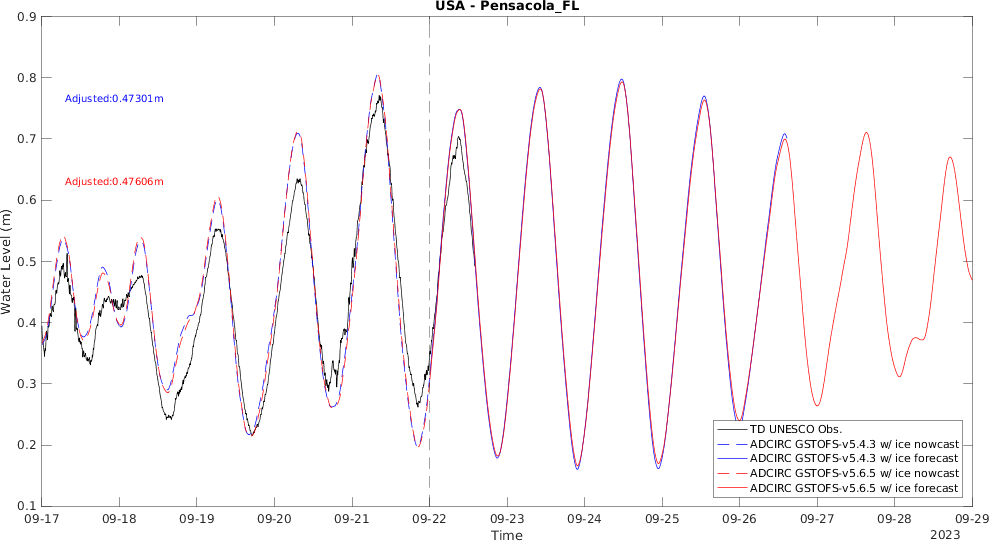 USA - Pensacola_FL
0.9
0.8
0.7
0.6
0.5
0.4
0.3
0.2
0.1
Water Level (m)
Adjusted:0.47301m
Adjusted:0.47606m
TD UNESCO Obs.
ADCIRC GSTOFS-v5.4.3 w/ ice nowcast
ADCIRC GSTOFS-v5.4.3 w/ ice forecast
ADCIRC GSTOFS-v5.6.5 w/ ice nowcast
ADCIRC GSTOFS-v5.6.5 w/ ice forecast
09-17 09-18 09-19 09-20 09-21 09-22 09-23 09-24 09-25 09-26 09-27 09-28 09-29
Time
2023